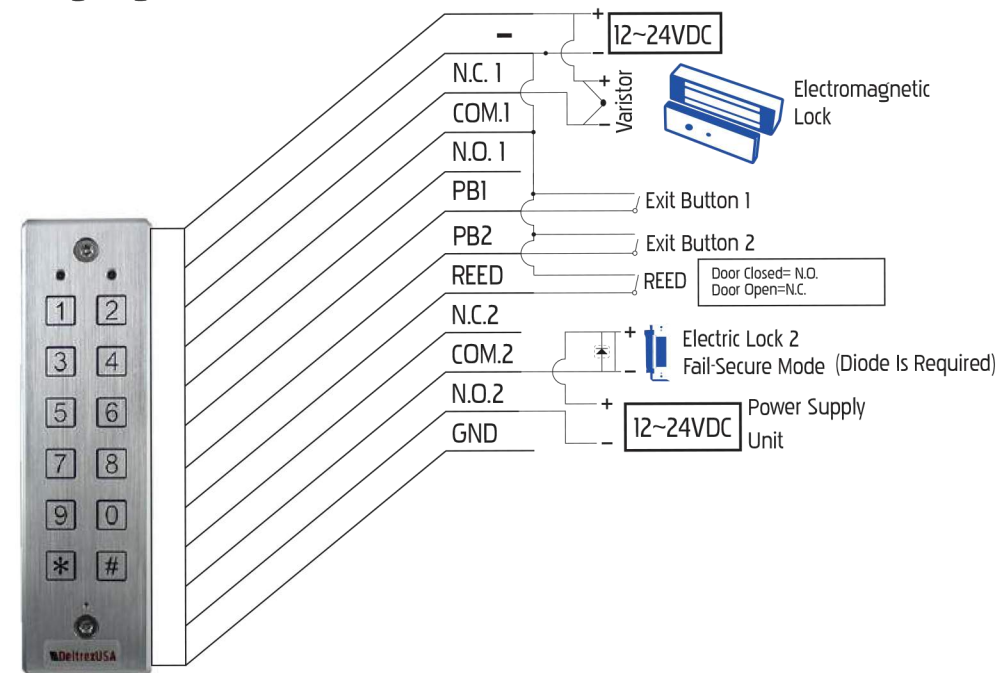 +
12~24VDC
−
−
N.C. 1
+
Varistor
−
Electromagnetic
Lock
COM.1
N.O. 1
PB1
Exit Button 1
PB2
Exit Button 2
REED
REED
Door Closed= N.O.
Door Open=N.C.
N.C.2
+
Electric Lock 2
COM.2
−
Fail-Secure Mode (Diode Is Required)
N.O.2
+
12~24VDC
Power Supply
Unit
−
GND
1 2
3 4
5 6
7 8
9 0
* #
DeltrexUSA